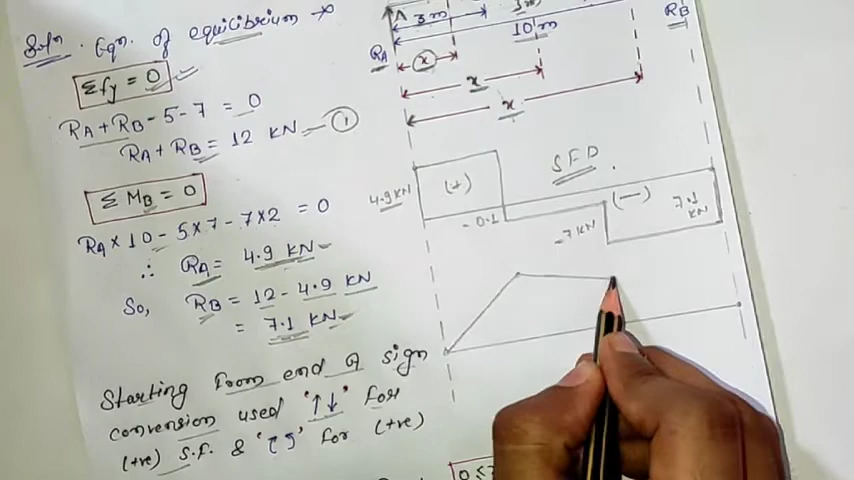 Soln. Eqn. of equilibrium →
Σfy = 0
RA + RB - 5 - 7 = 0
RA + RB = 12 KN — ①
Σ MB = 0
RA × 10 - 5 × 7 - 7 × 2 = 0
∴ RA = 4.9 KN
So, RB = 12 - 4.9 KN
= 7.1 KN
Starting from end A sign
convension used "↑↓" for
(+ve) S.F. & for (+ve)
A
3m
3m
10m
RA
RB
x
x
x
SFD
4.9 KN
(+)
- 0.1
-7 KN
(—)
7.1
KN